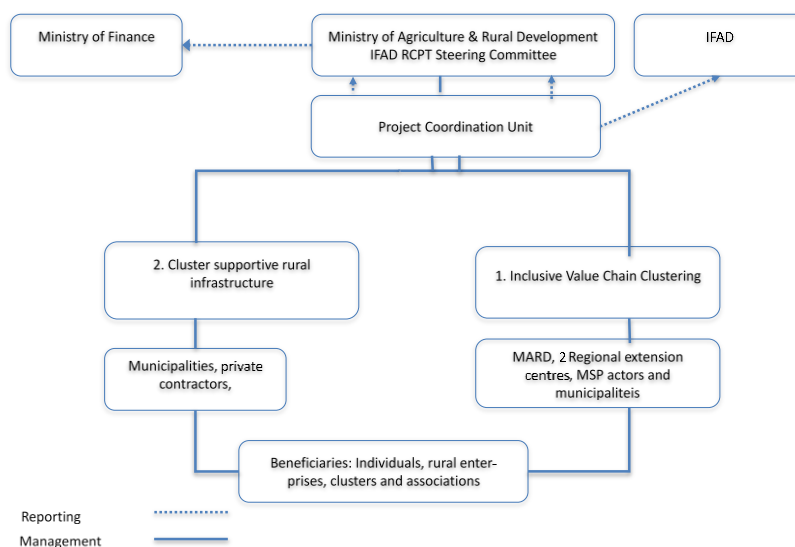 Ministry of Finance
Ministry of Agriculture & Rural Development
IFAD RCPT Steering Committee
IFAD
Project Coordination Unit
2. Cluster supportive rural
infrastructure
1. Inclusive Value Chain Clustering
Municipalities, private
contractors,
MARD, 2 Regional extension
centres, MSP actors and
municipaliteis
Beneficiaries: Individuals, rural enter-
prises, clusters and associations
Reporting
Management